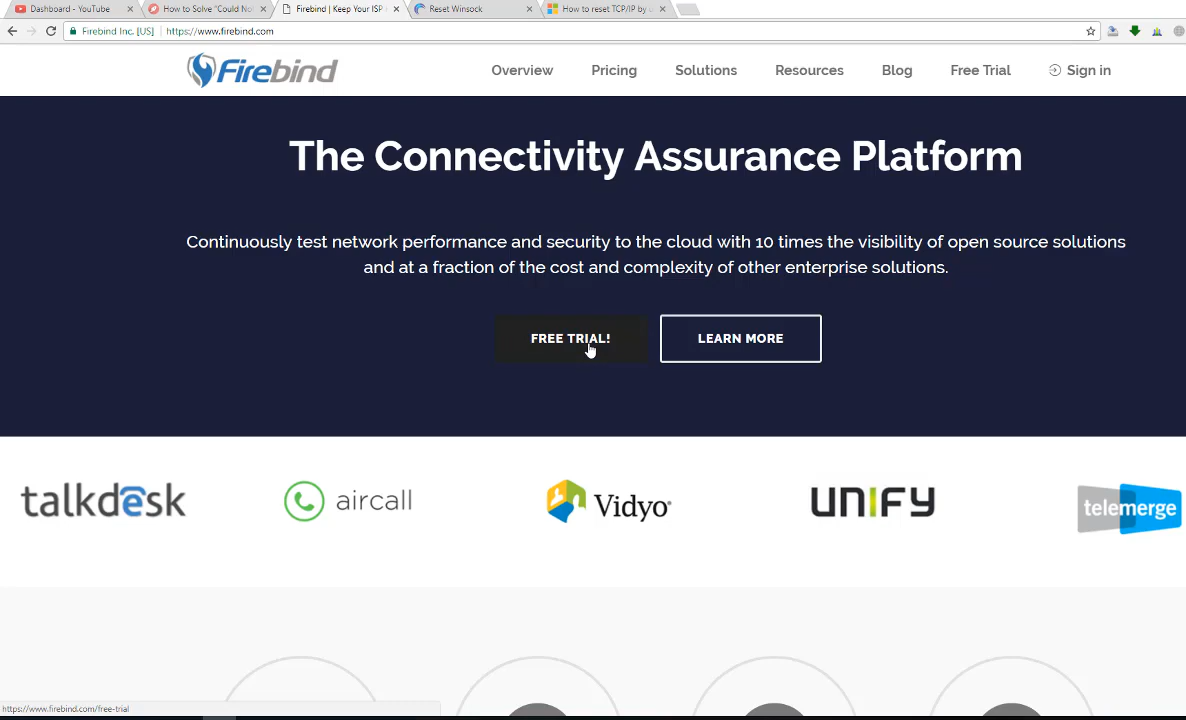 Dashboard - YouTube
How to Solve "Could No
Firebind | Keep Your ISP
Reset Winsock
How to reset TCP/IP by u
Firebind Inc. [US]
https://www.firebind.com
Firebind
Overview
Pricing
Solutions
Resources
Blog
Free Trial
Sign in
The Connectivity Assurance Platform
Continuously test network performance and security to the cloud with 10 times the visibility of open source solutions
and at a fraction of the cost and complexity of other enterprise solutions.
FREE TRIAL!
LEARN MORE
talkdesk
aircall
Vidyo
UNIFY
telemerge
https://www.firebind.com/free-trial